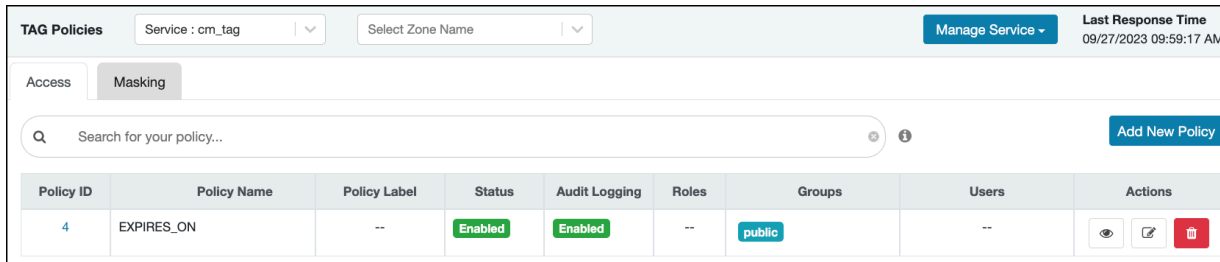 TAG Policies
Service : cm_tag
Select Zone Name
Manage Service
Last Response Time
09/27/2023 09:59:17 AM
Access
Masking
Search for your policy...
Add New Policy
Policy ID Policy Name Policy Label Status Audit Logging Roles Groups Users Actions
4 EXPIRES_ON -- Enabled Enabled -- public --